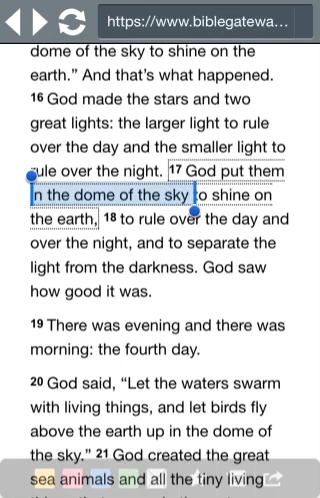 https://www.biblegatewa...
dome of the sky to shine on the
earth.” And that’s what happened.
16 God made the stars and two
great lights: the larger light to rule
over the day and the smaller light to
rule over the night. 17 God put them
in the dome of the sky to shine on
the earth, 18 to rule over the day and
over the night, and to separate the
light from the darkness. God saw
how good it was.
19 There was evening and there was
morning: the fourth day.
20 God said, “Let the waters swarm
with living things, and let birds fly
above the earth up in the dome of
the sky.” 21 God created the great
sea animals and all the tiny living